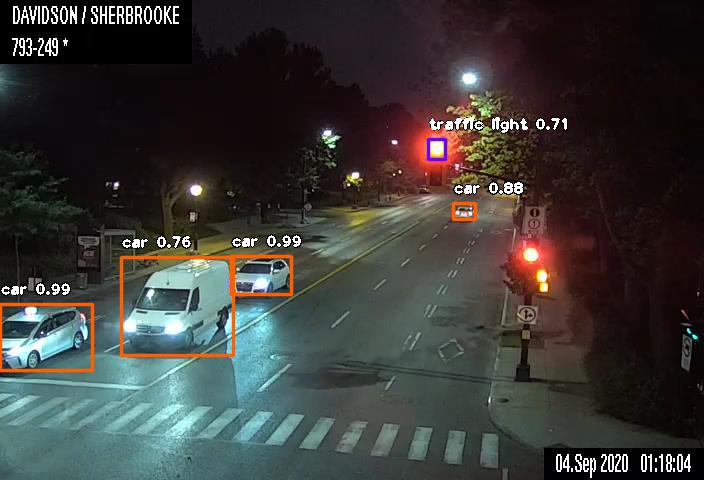 DAVIDSON / SHERBROOKE
793-249 *
traffic light 0.71
car 0.88
car 0.76
car 0.99
car 0.99
04.Sep 2020 01:18:04